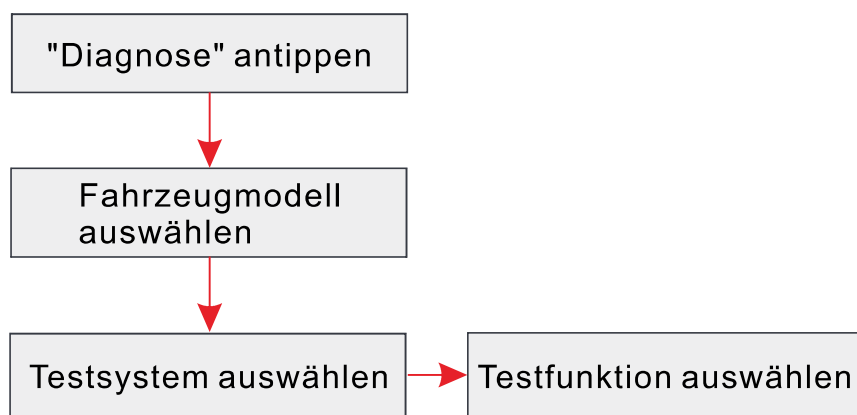 "Diagnose" antippen
Fahrzeugmodell
auswählen
Testsystem auswählen
Testfunktion auswählen